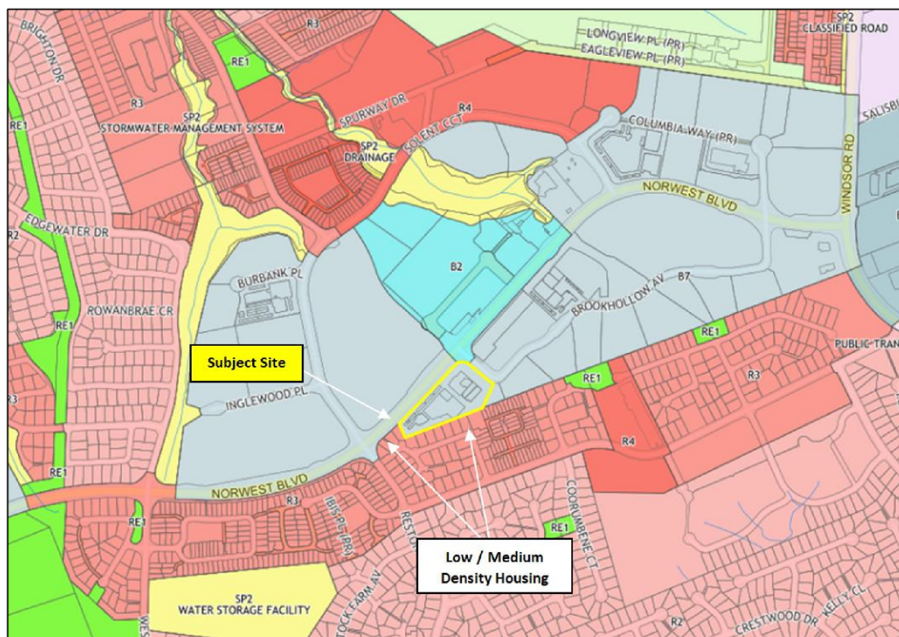 BRIGHTON DR
R3
RE1
R3
SP2
STORMWATER MANAGEMENT SYSTEM
SPURWAY DR
R4
SOLENT CCT
SP2
DRAINAGE
LONGVIEW PL (PR)
EAGLEVIEW PL (PR)
SP2
CLASSIFIED ROAD
COLUMBIA WAY (PR)
WINDSOR RD
NORWEST BLVD
RE1
EDGEWATER DR
R2
BURBANK PL
B2
BROOKHOLLOW AV
B7
ROWANBRAE CR
RE1
RE1
PUBLIC TRAN
Subject Site
RE1
R3
R3
INGLEWOOD PL
R4
RE1
NORWEST BLVD
R3
IBIS PL (PR)
RE1
COORUMBENE CT
RE1
Low / Medium
Density Housing
SP2
WATER STORAGE FACILITY
R2
CRESTWOOD DR
KELLY CL